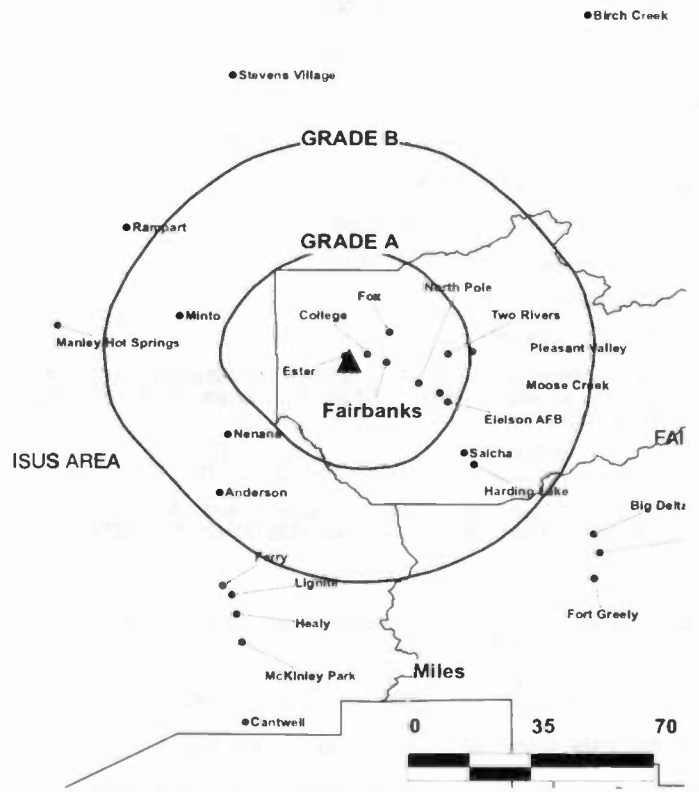 Birch Creek
Stevens Village
GRADE B
Rampart
GRADE A
North Pole
Fox
College
Minto
Two Rivers
Manley Hot Springs
Pleasant Valley
Ester
Moose Creek
Fairbanks
Eielson AFB
Nenana
FAI
Salcha
ISUS AREA
Harding Lake
Anderson
Big Delta
Ferry
Lignite
Fort Greely
Healy
McKinley Park
Miles
Cantwell
0 35 70